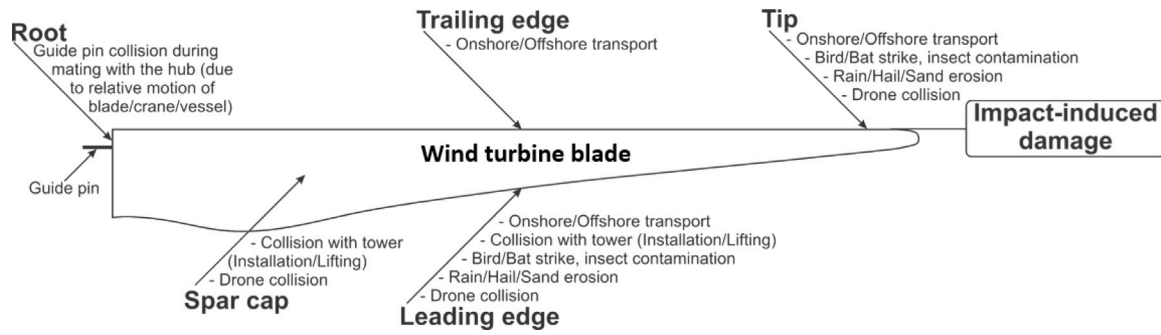 Root
Guide pin collision during
mating with the hub (due
to relative motion of
blade/crane/vessel)
Guide pin
Trailing edge
- Onshore/Offshore transport
Tip
- Onshore/Offshore transport
- Bird/Bat strike, insect contamination
- Rain/Hail/Sand erosion
- Drone collision
Impact-induced
damage
Wind turbine blade
- Collision with tower
(Installation/Lifting)
- Drone collision
Spar cap
- Onshore/Offshore transport
- Collision with tower (Installation/Lifting)
- Bird/Bat strike, insect contamination
- Rain/Hail/Sand erosion
- Drone collision
Leading edge